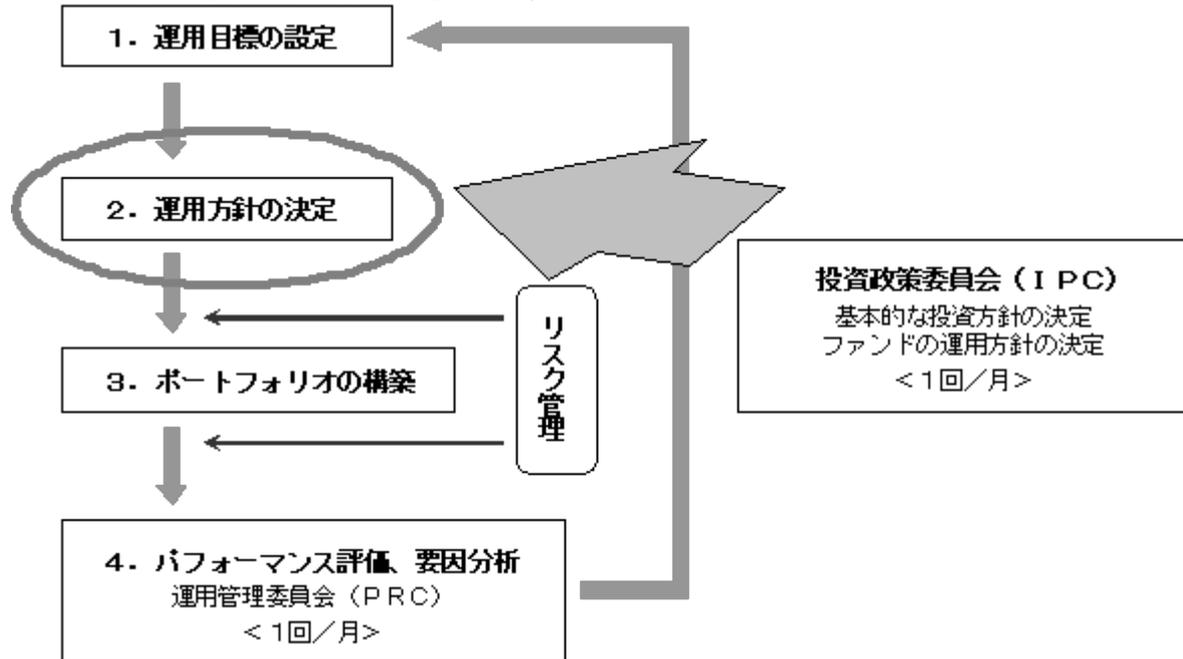 1．運用目標の設定
2．運用方針の決定
投資政策委員会（ＩＰＣ）
基本的な投資方針の決定
ファンドの運用方針の決定
＜１回／月＞
リスク管理
3．ポートフォリオの構築
4．パフォーマンス評価、要因分析
運用管理委員会（ＰＲＣ）
＜１回／月＞